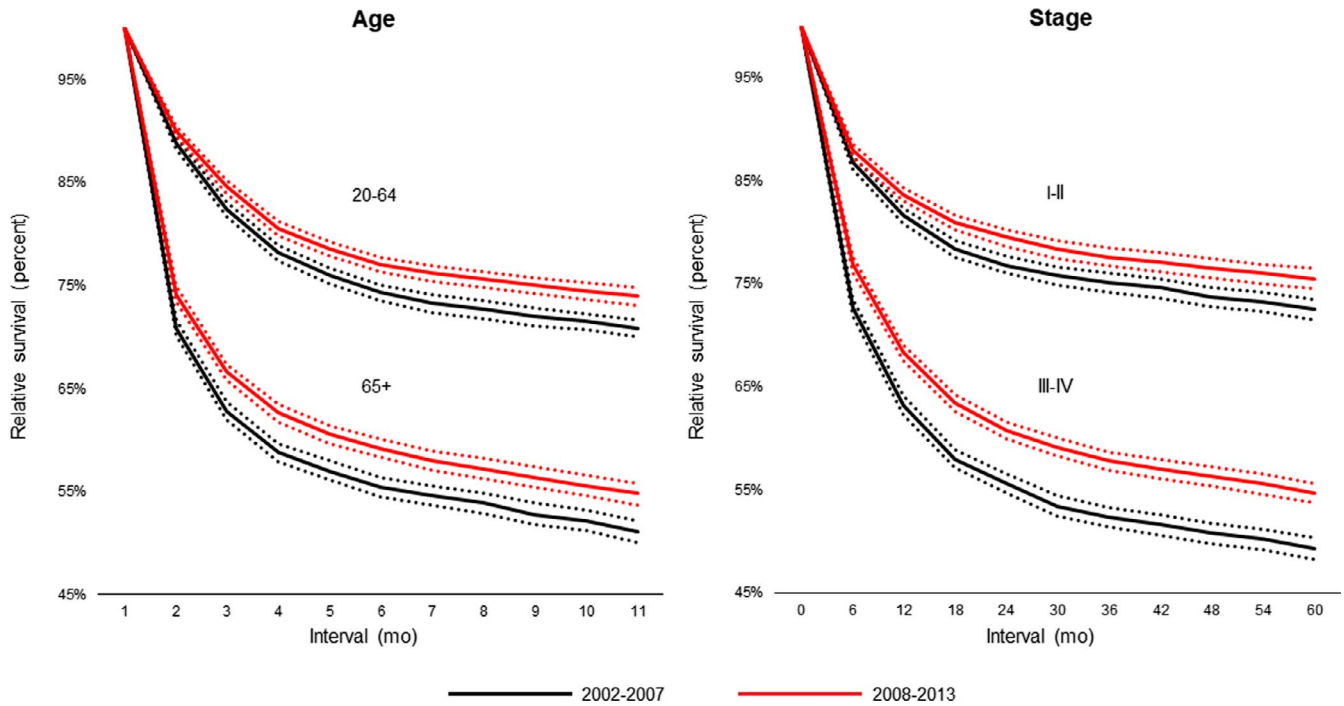 Age
Relative survival (percent)
95%
85%
75%
65%
55%
45%
20-64
65+
1 2 3 4 5 6 7 8 9 10 11
Interval (mo)
Stage
Relative survival (percent)
95%
85%
75%
65%
55%
45%
I-II
III-IV
0 6 12 18 24 30 36 42 48 54 60
Interval (mo)
2002-2007
2008-2013